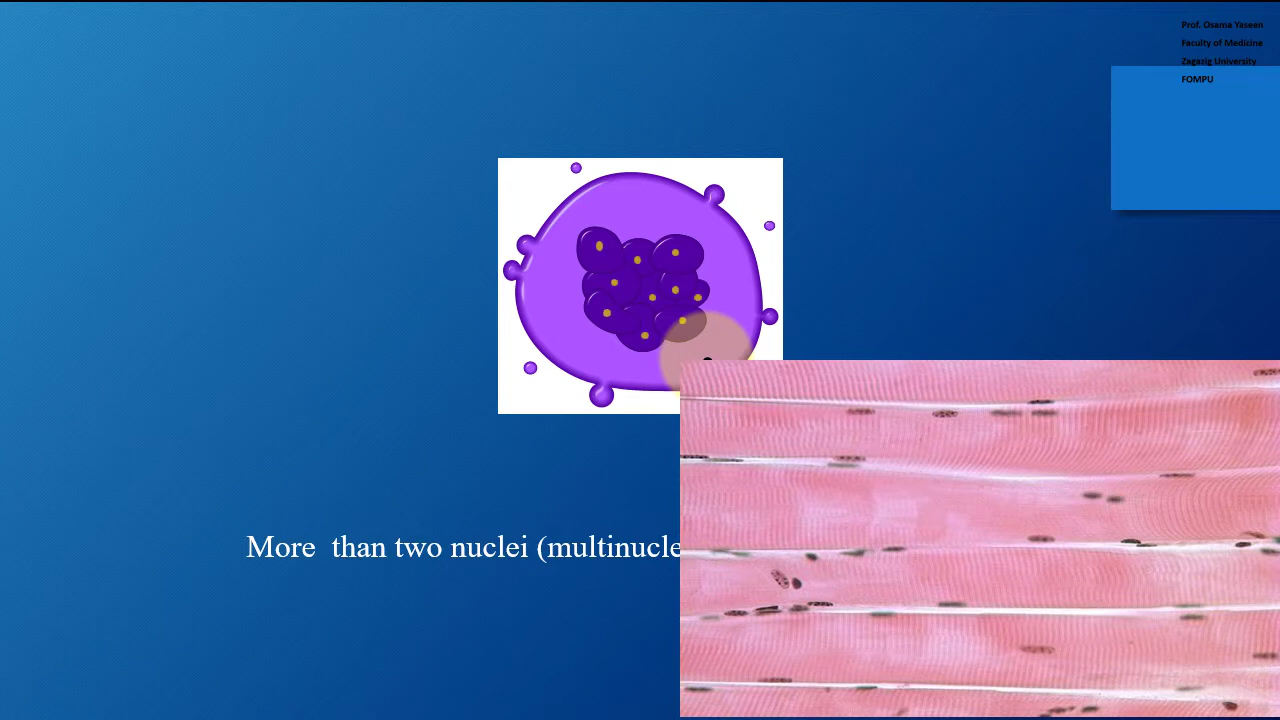 Prof. Osama Yaseen
Faculty of Medicine
Zagazig University
FOMPU
More than two nuclei (multinucle